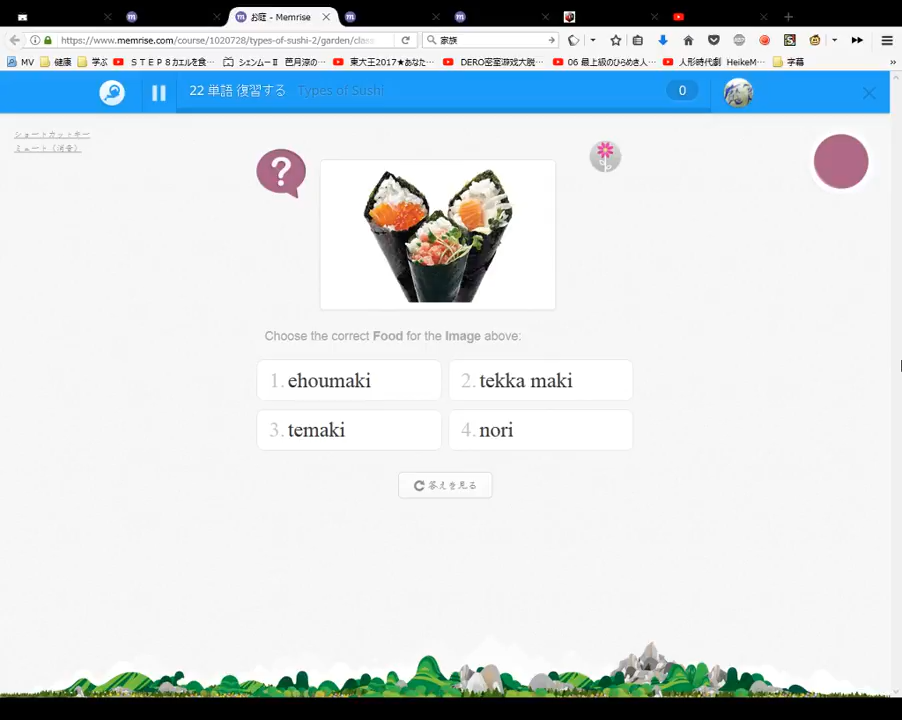 お庭 - Memrise
https://www.memrise.com/course/1020728/types-of-sushi-2/garden/clas
家族
MV 健康 学ぶ ＳＴＥＰ８カエルを食… シェンムーⅡ 芭月涼の… 東大王2017★あなた… DERO密室游戏大脱… 06 最上級のひらめき人… 人形時代劇 HeikeM… 字幕
22 単語 復習する Types of Sushi 0
ショートカットキー
ミュート（消音）
?
Choose the correct Food for the Image above:
1. ehoumaki 2. tekka maki
3. temaki 4. nori
答えを見る